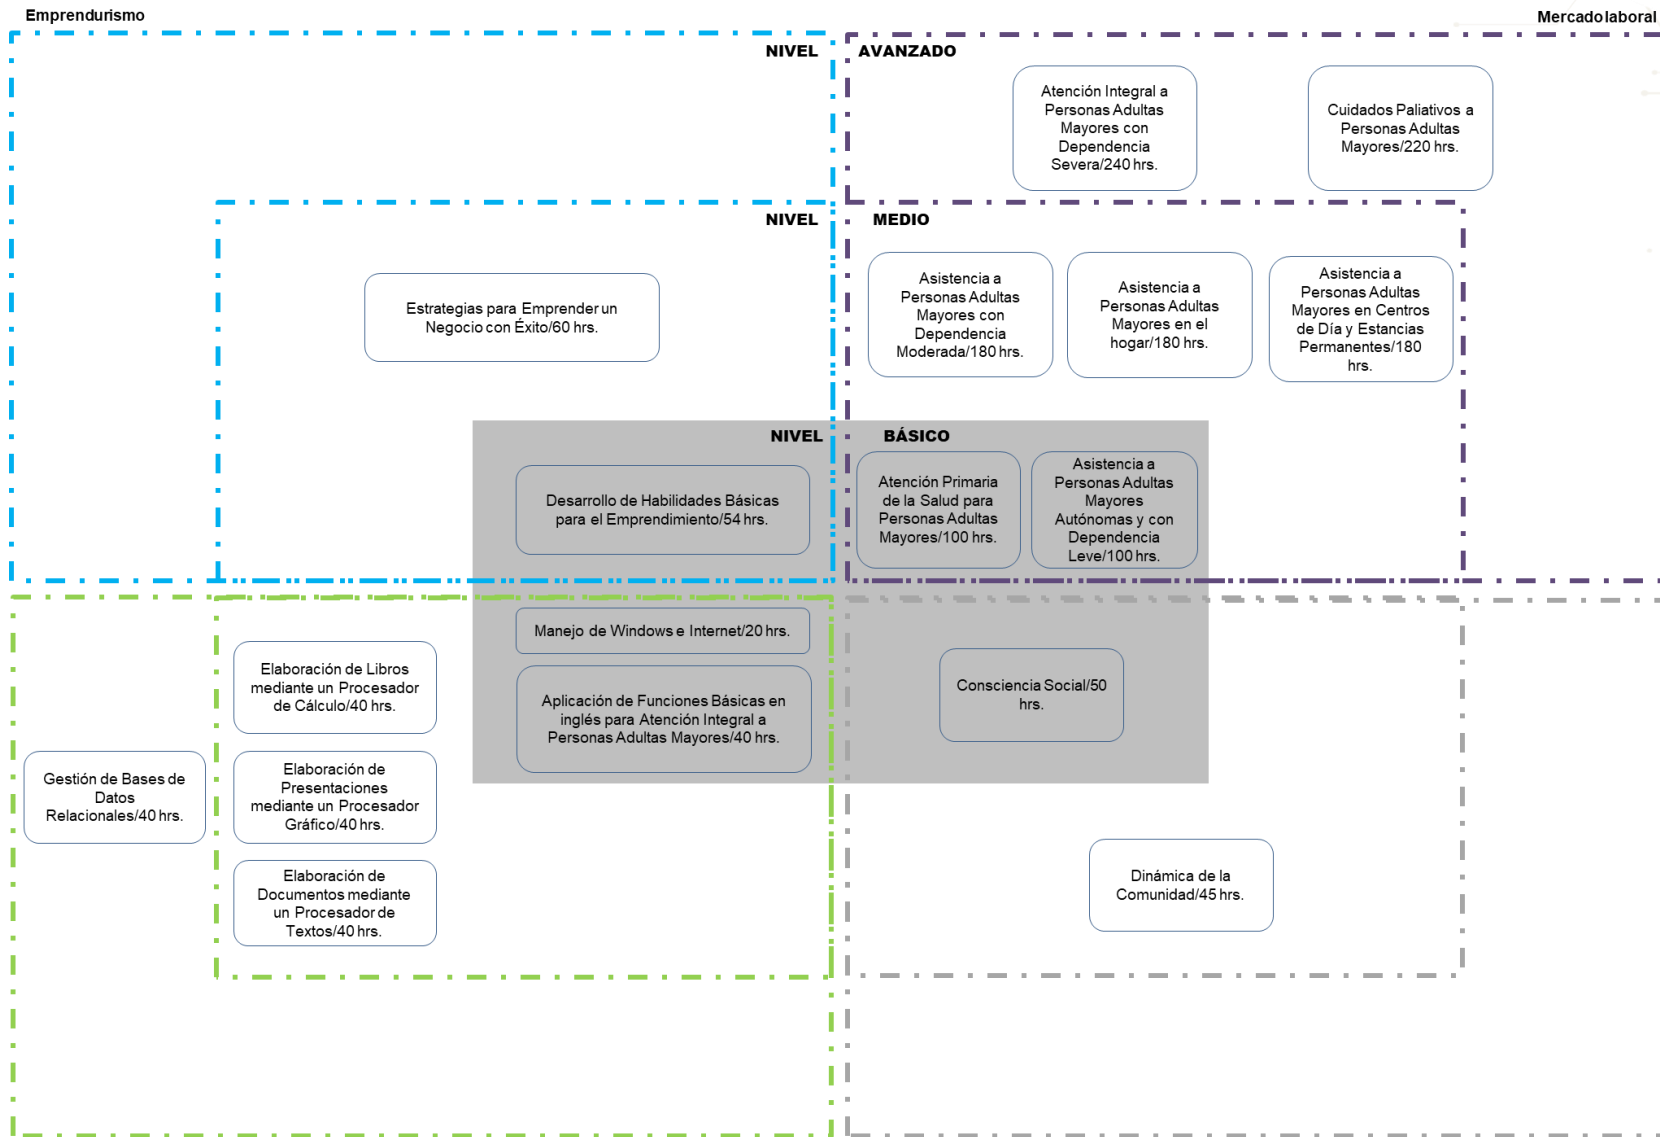 Emprendurismo
Mercado laboral
NIVEL AVANZADO
Atención Integral a
Personas Adultas
Mayores con
Dependencia
Severa/240 hrs.
Cuidados Paliativos a
Personas Adultas
Mayores/220 hrs.
NIVEL MEDIO
Estrategias para Emprender un
Negocio con Éxito/60 hrs.
Asistencia a
Personas Adultas
Mayores con
Dependencia
Moderada/180 hrs.
Asistencia a
Personas Adultas
Mayores en el
hogar/180 hrs.
Asistencia a
Personas Adultas
Mayores en Centros
de Día y Estancias
Permanentes/180
hrs.
NIVEL BÁSICO
Desarrollo de Habilidades Básicas
para el Emprendimiento/54 hrs.
Atención Primaria
de la Salud para
Personas Adultas
Mayores/100 hrs.
Asistencia a
Personas Adultas
Mayores
Autónomas y con
Dependencia
Leve/100 hrs.
Manejo de Windows e Internet/20 hrs.
Aplicación de Funciones Básicas en
inglés para Atención Integral a
Personas Adultas Mayores/40 hrs.
Consciencia Social/50
hrs.
Elaboración de Libros
mediante un Procesador
de Cálculo/40 hrs.
Gestión de Bases de
Datos
Relacionales/40 hrs.
Elaboración de
Presentaciones
mediante un Procesador
Gráfico/40 hrs.
Elaboración de
Documentos mediante
un Procesador de
Textos/40 hrs.
Dinámica de la
Comunidad/45 hrs.